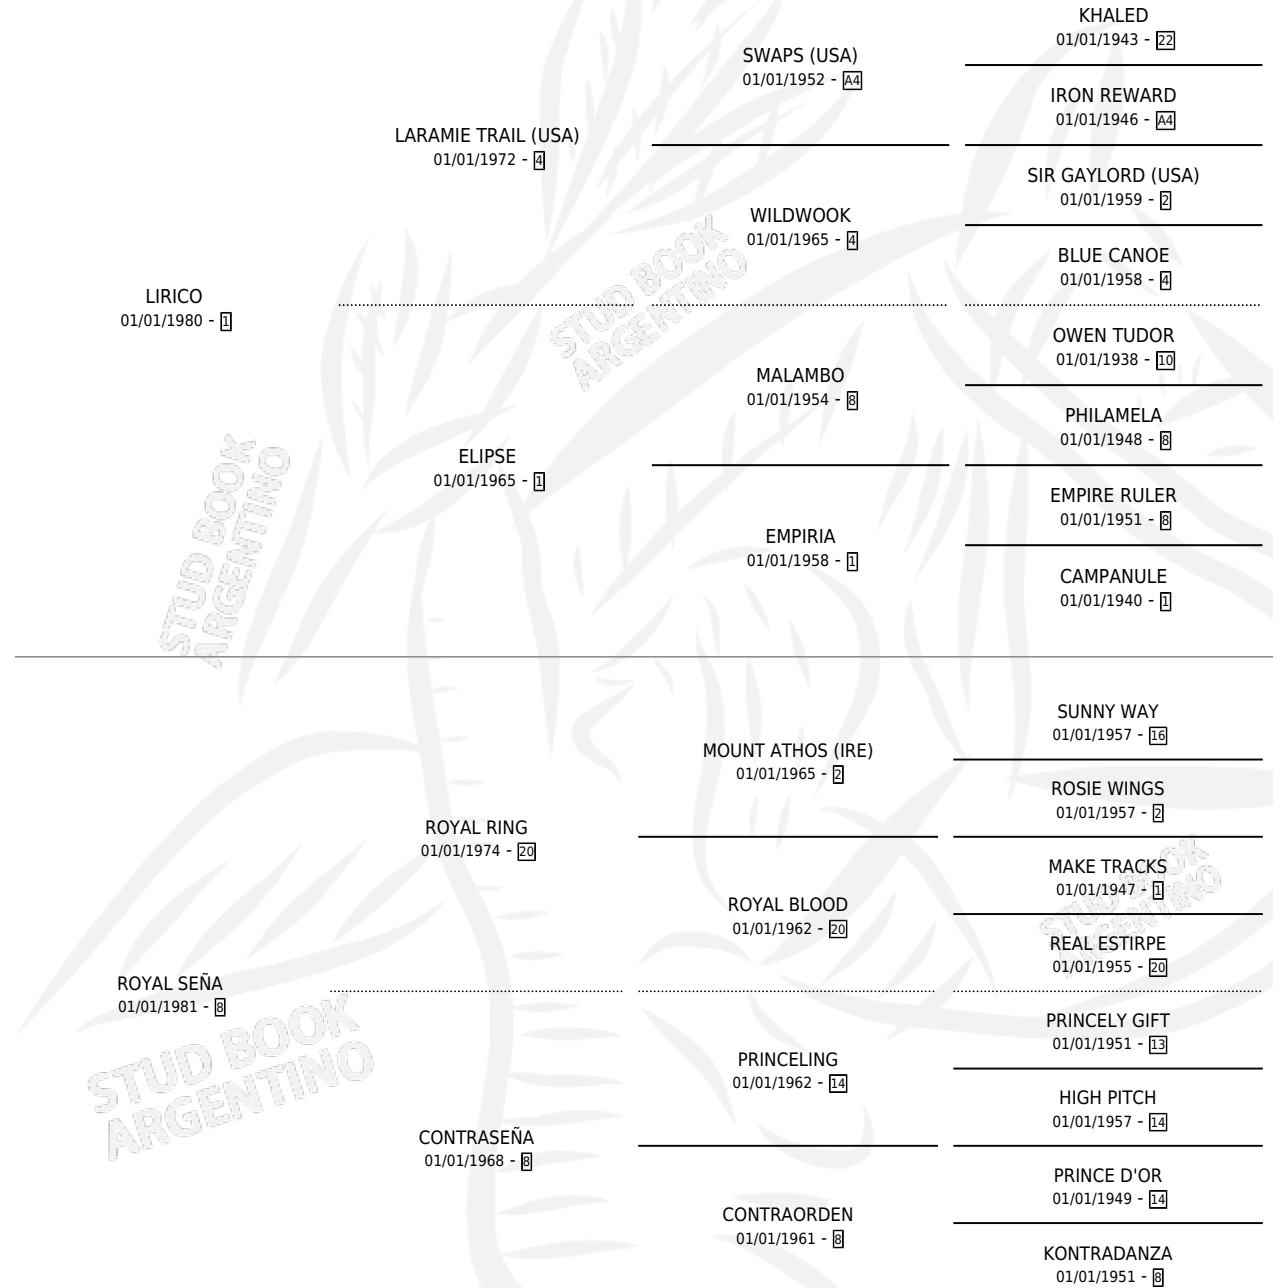 KHALED
01/01/1943 - 22
SWAPS (USA)
01/01/1952 - A4
IRON REWARD
01/01/1946 - A4
LARAMIE TRAIL (USA)
01/01/1972 - 4
SIR GAYLORD (USA)
01/01/1959 - 2
WILDWOOK
01/01/1965 - 4
BLUE CANOE
01/01/1958 - 4
LIRICO
01/01/1980 - 1
OWEN TUDOR
01/01/1938 - 10
MALAMBO
01/01/1954 - 8
PHILAMELA
01/01/1948 - 8
ELIPSE
01/01/1965 - 1
EMPIRE RULER
01/01/1951 - 8
EMPIRIA
01/01/1958 - 1
CAMPANULE
01/01/1940 - 1
STUD BOOK
ARGENTINO
STUD BOOK
ARGENTINO
SUNNY WAY
01/01/1957 - 16
MOUNT ATHOS (IRE)
01/01/1965 - 2
ROSIE WINGS
01/01/1957 - 2
ROYAL RING
01/01/1974 - 20
MAKE TRACKS
01/01/1947 - 1
ROYAL BLOOD
01/01/1962 - 20
REAL ESTIRPE
01/01/1955 - 20
ROYAL SEÑA
01/01/1981 - 8
PRINCELY GIFT
01/01/1951 - 13
PRINCELING
01/01/1962 - 14
HIGH PITCH
01/01/1957 - 14
CONTRASEÑA
01/01/1968 - 8
PRINCE D'OR
01/01/1949 - 14
CONTRAORDEN
01/01/1961 - 8
KONTRADANZA
01/01/1951 - 8
STUD BOOK
ARGENTINO
STUD BOOK
ARGENTINO